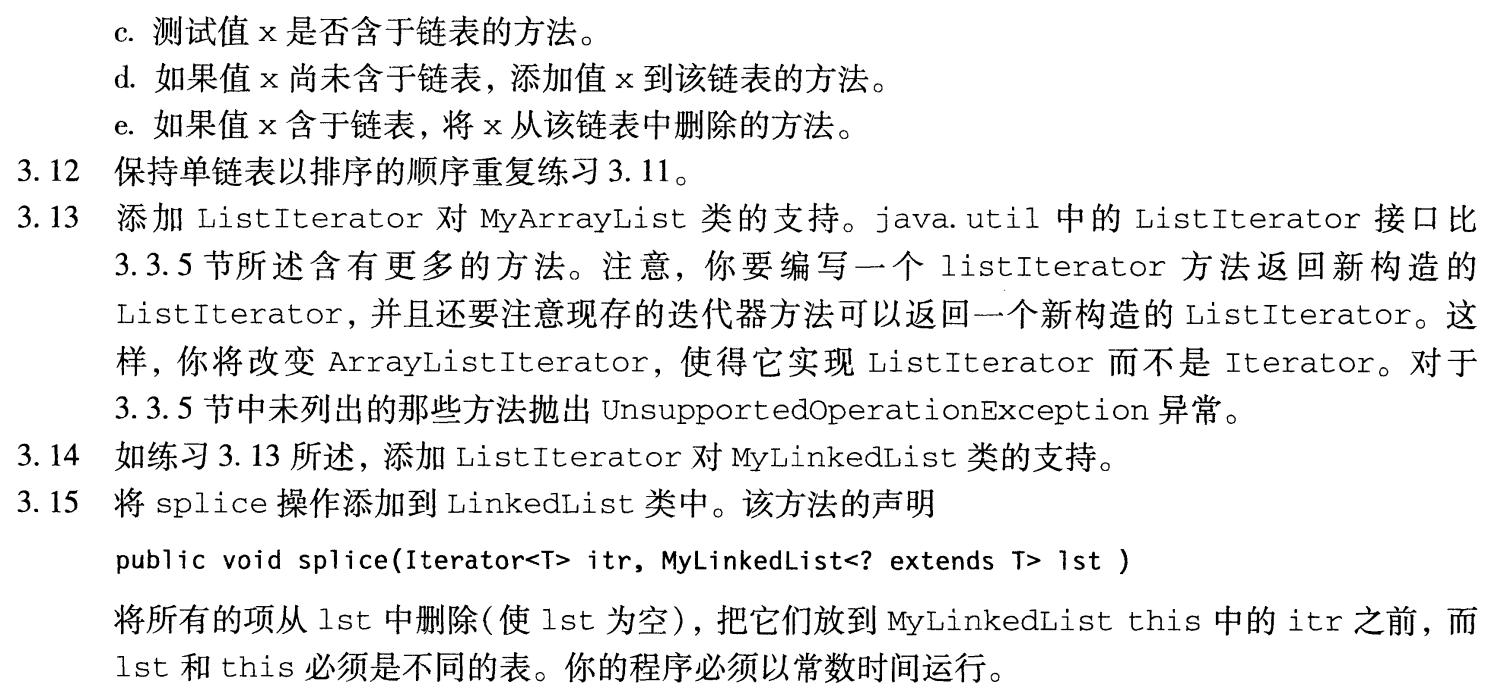 c. 测试值 x 是否含于链表的方法。
d. 如果值 x 尚未含于链表，添加值 x 到该链表的方法。
e. 如果值 x 含于链表，将 x 从该链表中删除的方法。
3.12 保持单链表以排序的顺序重复练习 3.11。
3.13 添加 ListIterator 对 MyArrayList 类的支持。java.util 中的 ListIterator 接口比
3.3.5 节所述含有更多的方法。注意，你要编写一个 listIterator 方法返回新构造的
ListIterator，并且还要注意现存的迭代器方法可以返回一个新构造的 ListIterator。这
样，你将改变 ArrayListIterator，使得它实现 ListIterator 而不是 Iterator。对于
3.3.5 节中未列出的那些方法抛出 UnsupportedOperationException 异常。
3.14 如练习 3.13 所述，添加 ListIterator 对 MyLinkedList 类的支持。
3.15 将 splice 操作添加到 LinkedList 类中。该方法的声明
public void splice(Iterator<T> itr, MyLinkedList<? extends T> lst )
将所有的项从 lst 中删除(使 lst 为空)，把它们放到 MyLinkedList this 中的 itr 之前，而
lst 和 this 必须是不同的表。你的程序必须以常数时间运行。